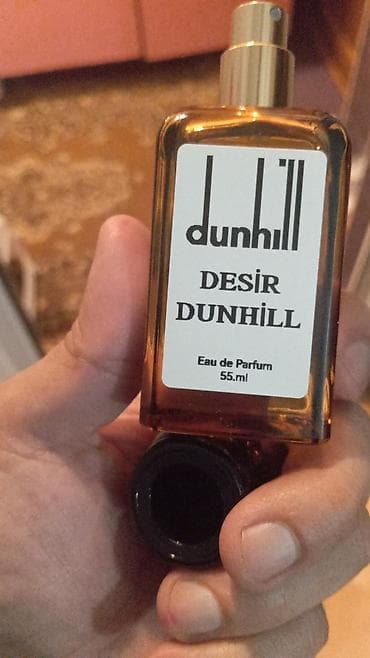 dunhill
DESİR
DUNHİLL
Eau de Parfum
55.ml